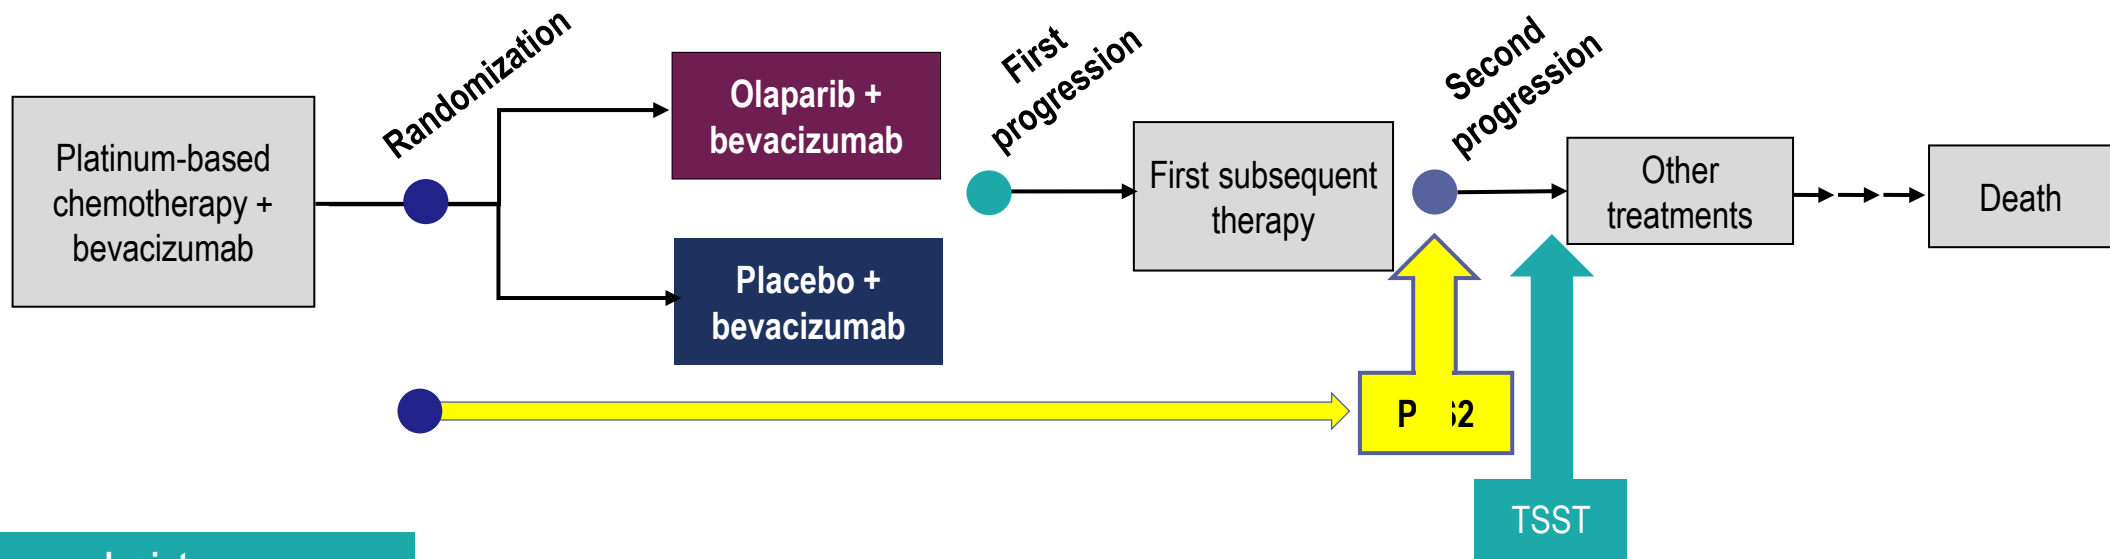 Randomization
First
progression
Second
progression
Platinum-based
chemotherapy +
bevacizumab
Olaparib +
bevacizumab
Placebo +
bevacizumab
First subsequent
therapy
Other
treatments
Death
TSST